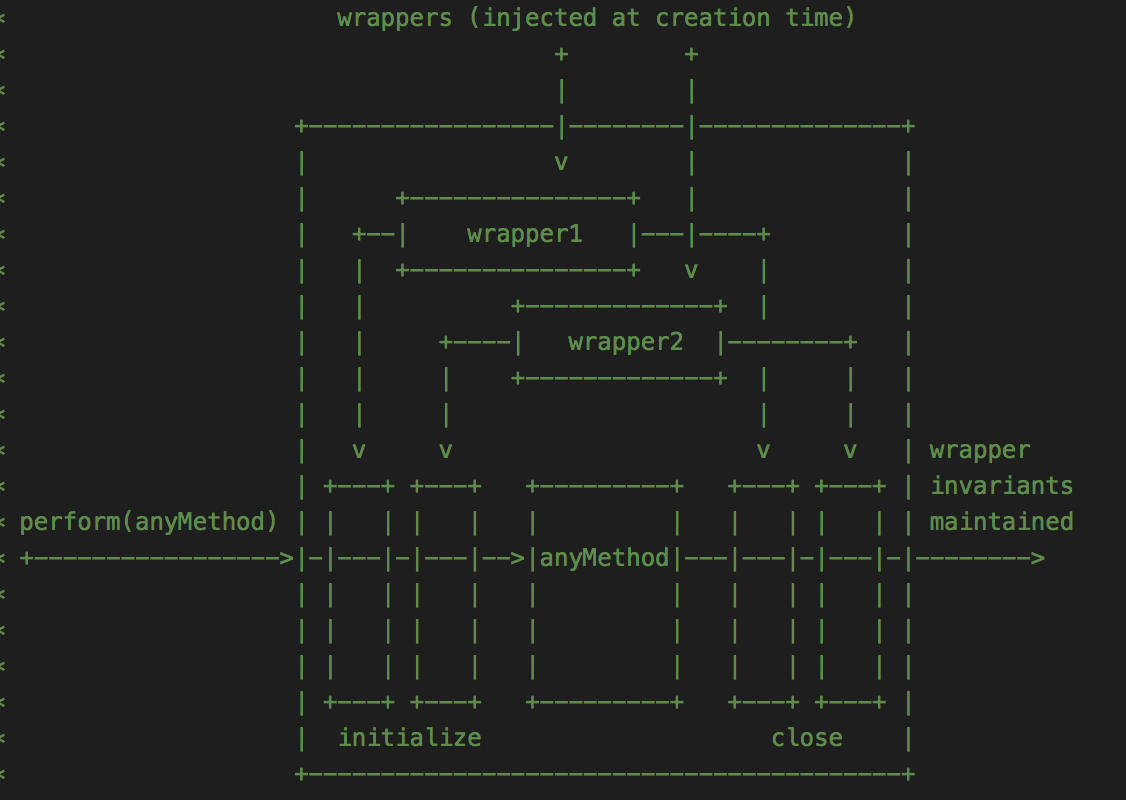 wrappers (injected at creation time)
wrapper1
wrapper2
wrapper
invariants
perform(anyMethod) maintained
anyMethod
initialize close